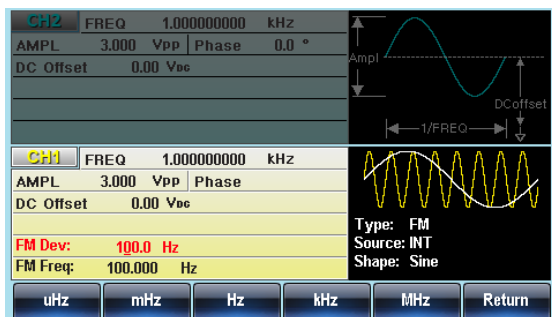 CH2 FREQ 1.000000000 kHz
AMPL 3.000 VPP Phase 0.0 °
DC Offset 0.00 VDC
Ampl
DCoffset
1/FREQ
CH1 FREQ 1.000000000 kHz
AMPL 3.000 VPP Phase
DC Offset 0.00 VDC
FM Dev: 100.0 Hz
FM Freq: 100.000 Hz
Type: FM
Source: INT
Shape: Sine
uHz mHz Hz kHz MHz Return